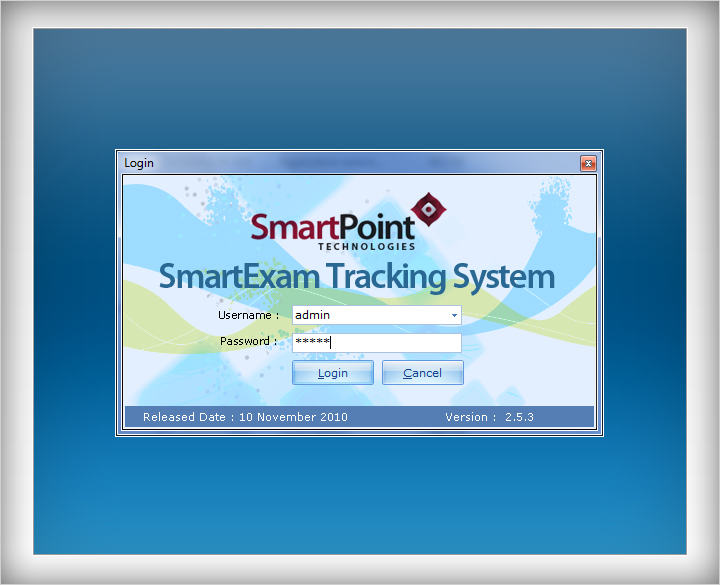 Login
SmartPoint
TECHNOLOGIES
SmartExam Tracking System
Username : admin
Password : *****
Login Cancel
Released Date : 10 November 2010 Version : 2.5.3